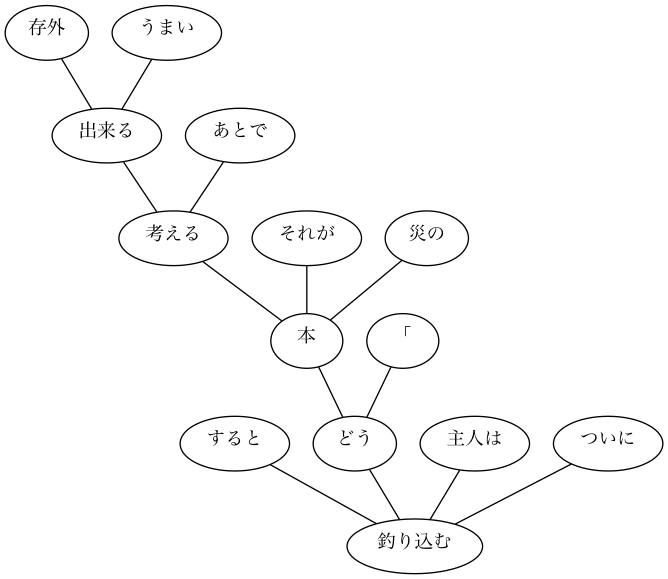 存外
うまい
出来る
あとで
考える
それが
災の
本
「
すると
どう
主人は
ついに
釣り込む